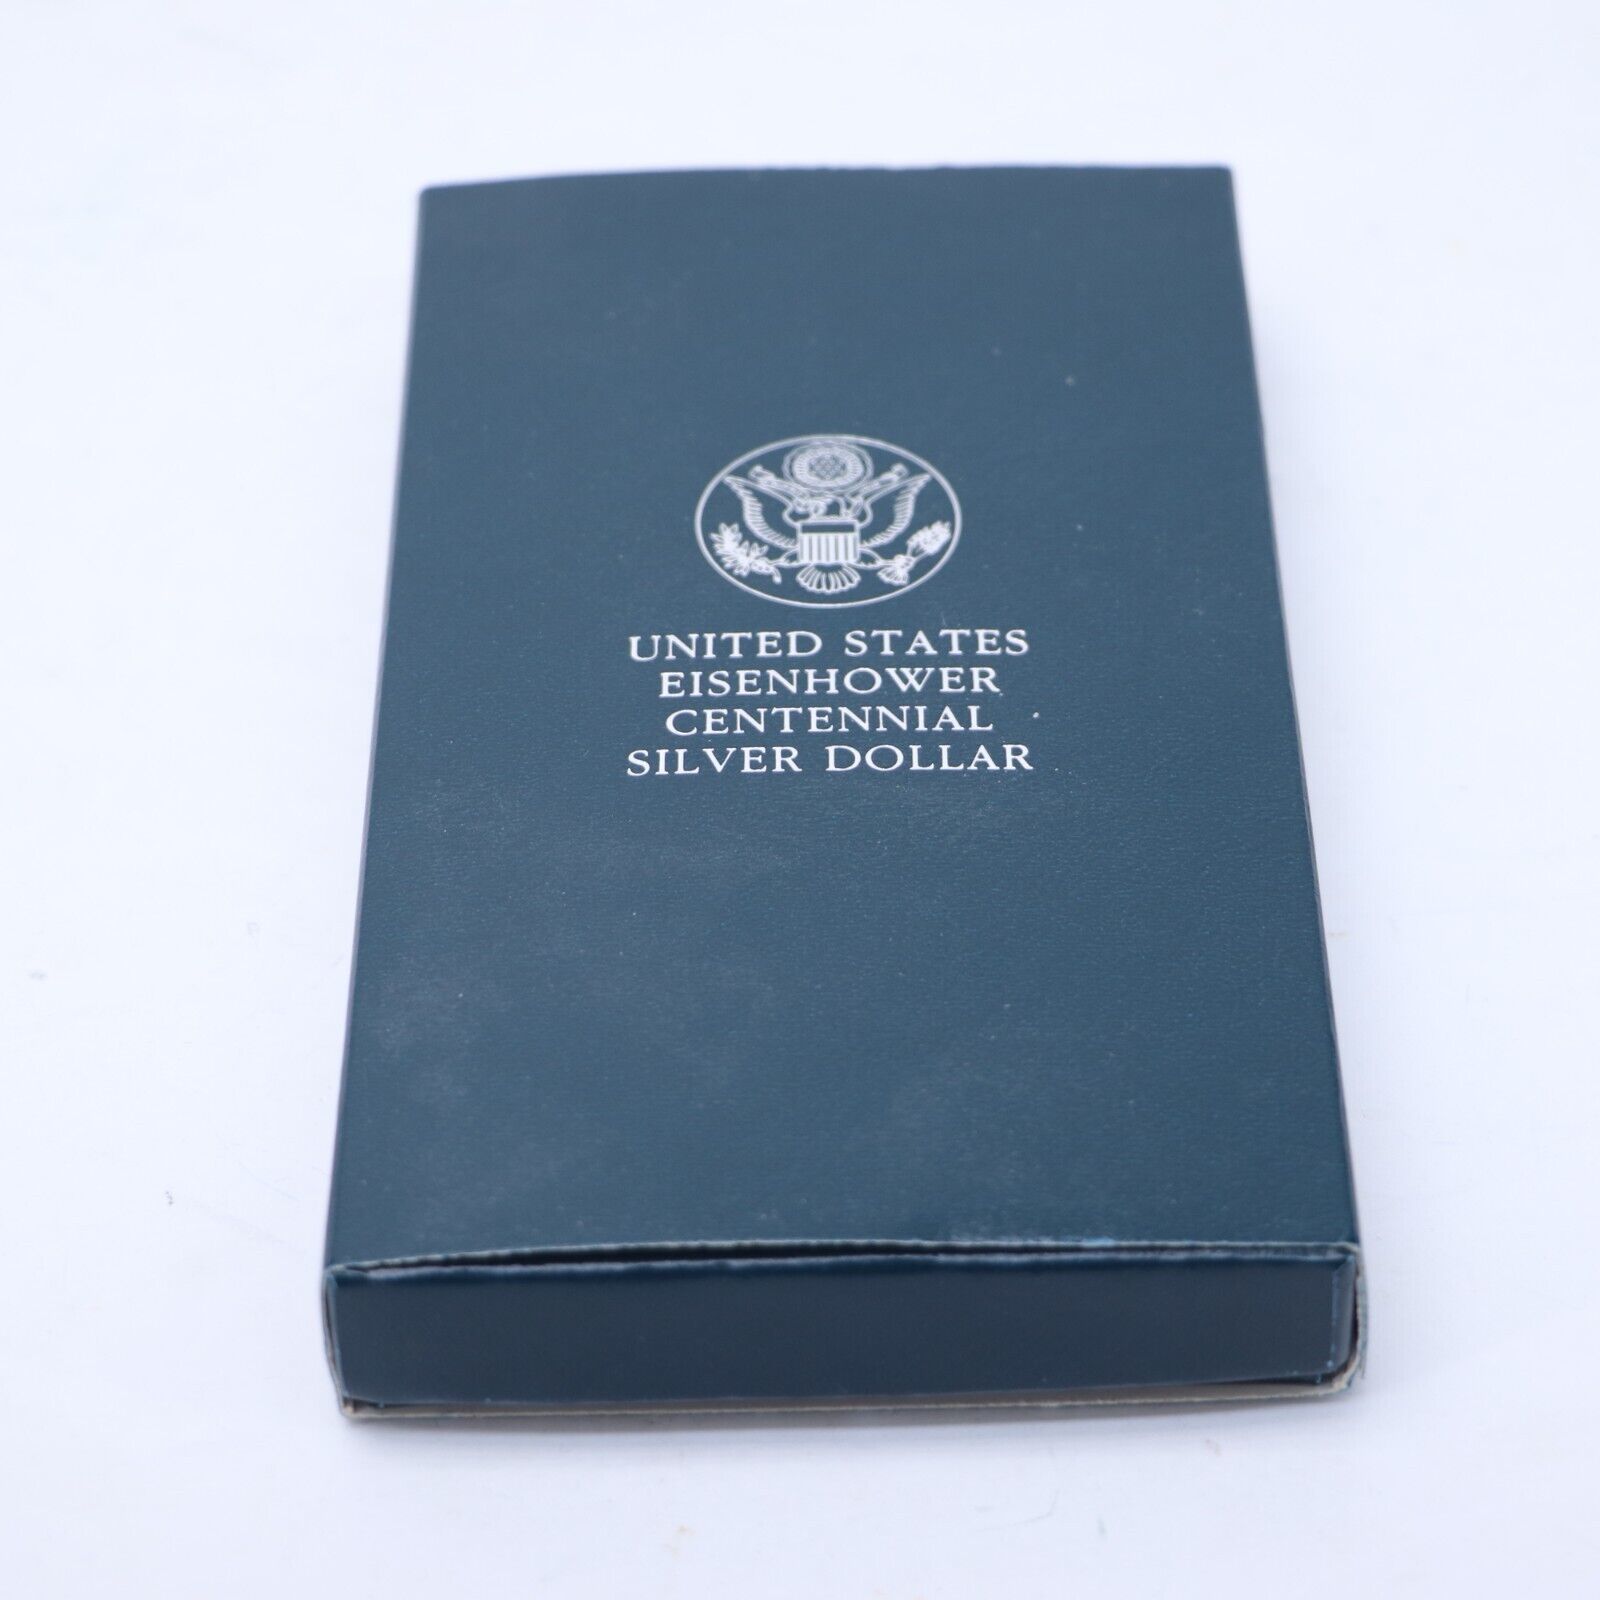 UNITED STATES
EISENHOWER
CENTENNIAL
SILVER DOLLAR